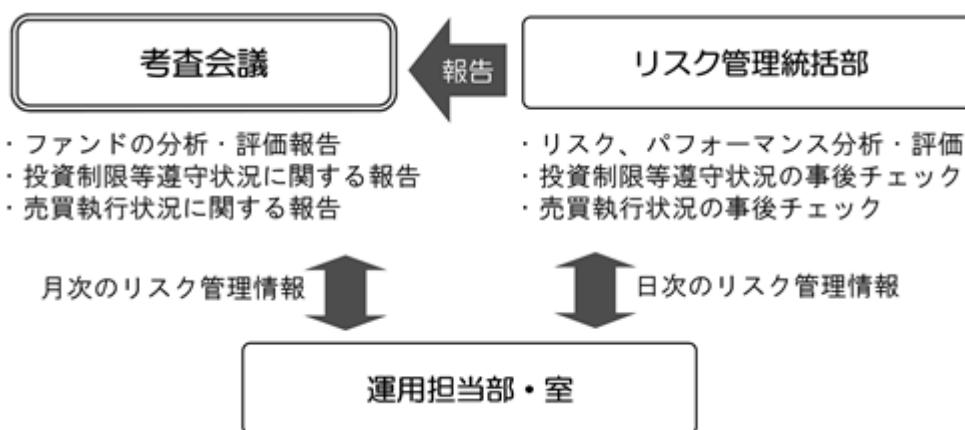 考査会議
報告
リスク管理統括部
・ファンドの分析・評価報告
・投資制限等遵守状況に関する報告
・売買執行状況に関する報告
・リスク、パフォーマンス分析・評価
・投資制限等遵守状況の事後チェック
・売買執行状況の事後チェック
月次のリスク管理情報
日次のリスク管理情報
運用担当部・室